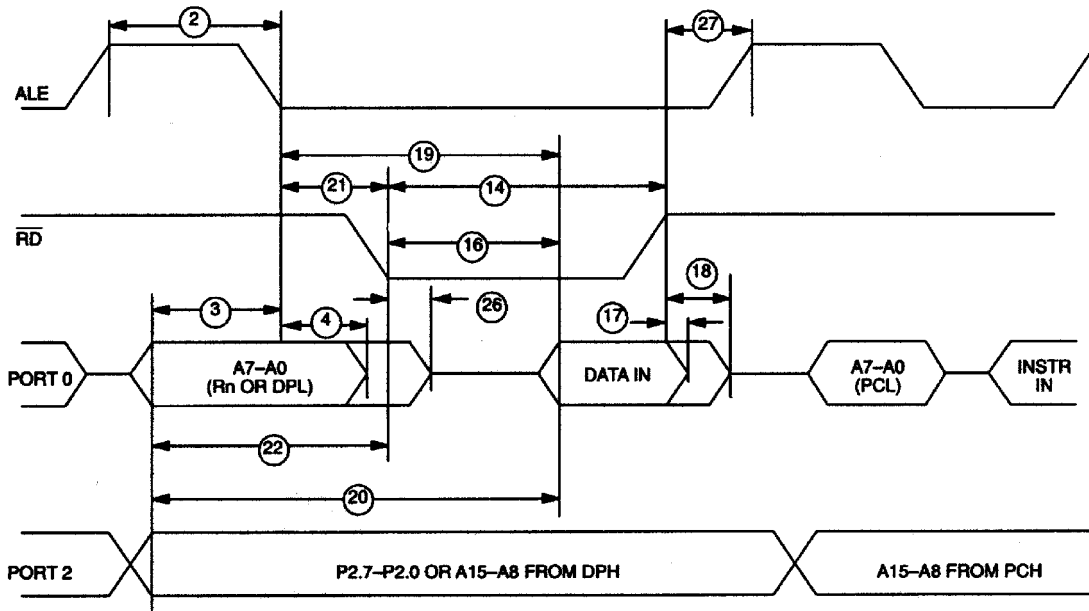 2
27
ALE
19
21
14
RD
16
18
3
4
26
17
PORT 0
A7–A0
(Rn OR DPL)
DATA IN
A7–A0
(PCL)
INSTR
IN
22
20
PORT 2
P2.7–P2.0 OR A15–A8 FROM DPH
A15–A8 FROM PCH